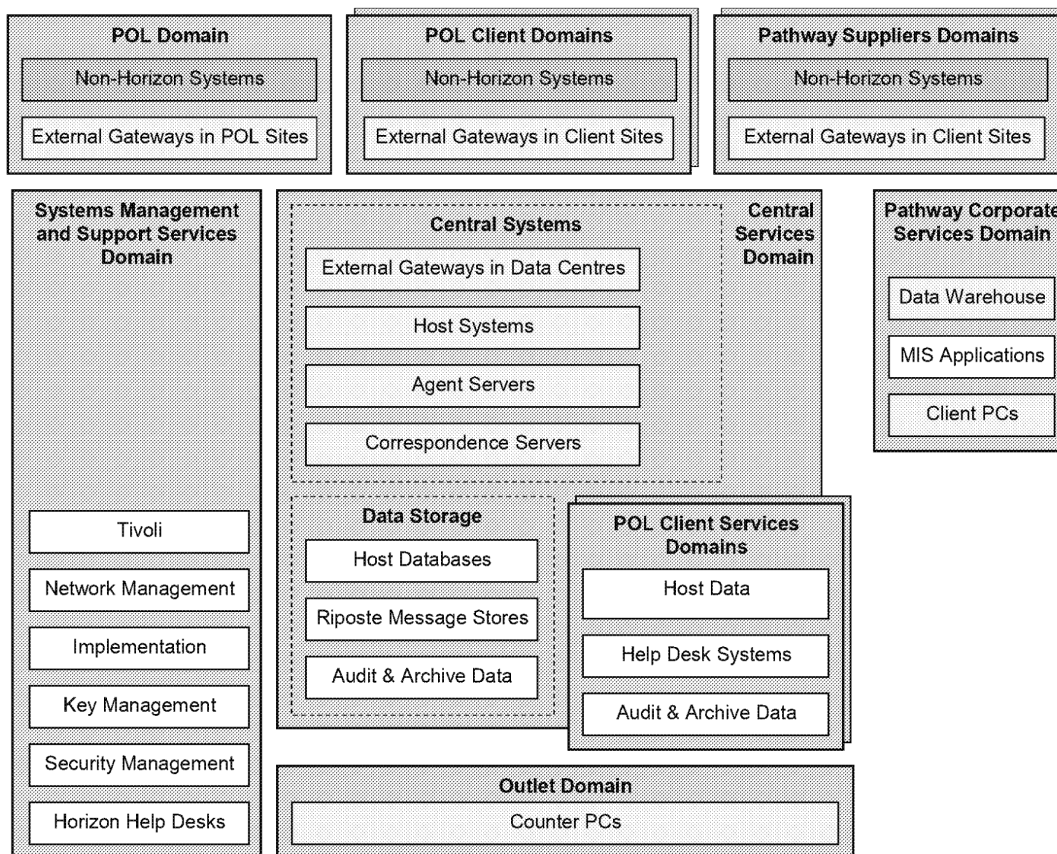 POL Domain
Non-Horizon Systems
External Gateways in POL Sites
POL Client Domains
Non-Horizon Systems
External Gateways in Client Sites
Pathway Suppliers Domains
Non-Horizon Systems
External Gateways in Client Sites
Systems Management
and Support Services
Domain
Tivoli
Network Management
Implementation
Key Management
Security Management
Horizon Help Desks
Central
Services
Domain
Central Systems
External Gateways in Data Centres
Host Systems
Agent Servers
Correspondence Servers
Data Storage
Host Databases
Riposte Message Stores
Audit & Archive Data
POL Client Services
Domains
Host Data
Help Desk Systems
Audit & Archive Data
Pathway Corporate
Services Domain
Data Warehouse
MIS Applications
Client PCs
Outlet Domain
Counter PCs